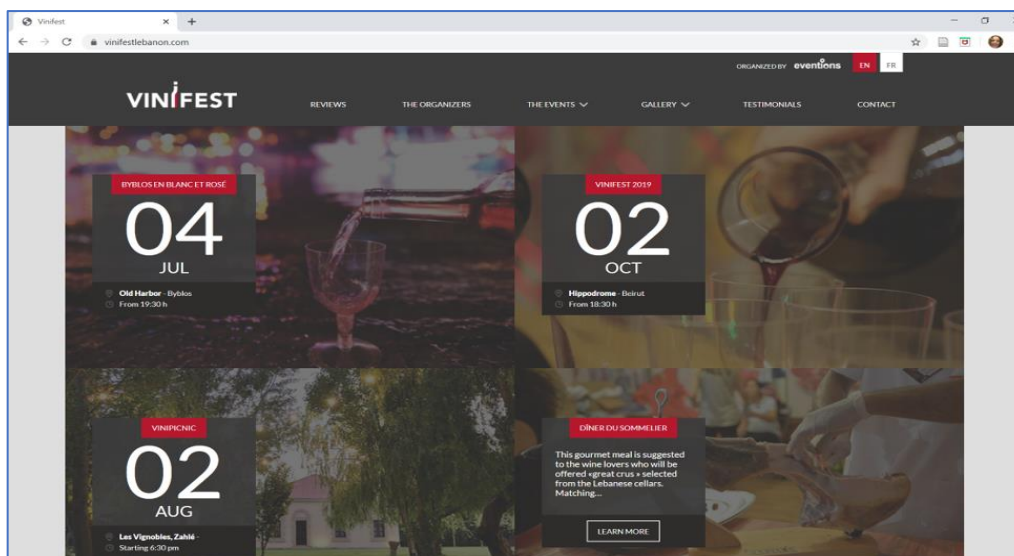 Vinifest
vinifestlebanon.com
ORGANIZED BY eventions EN FR
VINIFEST
REVIEWS THE ORGANIZERS THE EVENTS GALLERY TESTIMONIALS CONTACT
BYBLOS EN BLANC ET ROSÉ
04
JUL
Old Harbor - Byblos
From 19:30 h
VINIFEST 2019
02
OCT
Hippodrome - Beirut
From 18:30 h
VINIPICNIC
02
AUG
Les Vignobles, Zahlé -
Starting 6:30 pm
DÎNER DU SOMMELIER
This gourmet meal is suggested
to the wine lovers who will be
offered «great crus » selected
from the Lebanese cellars.
Matching...
LEARN MORE